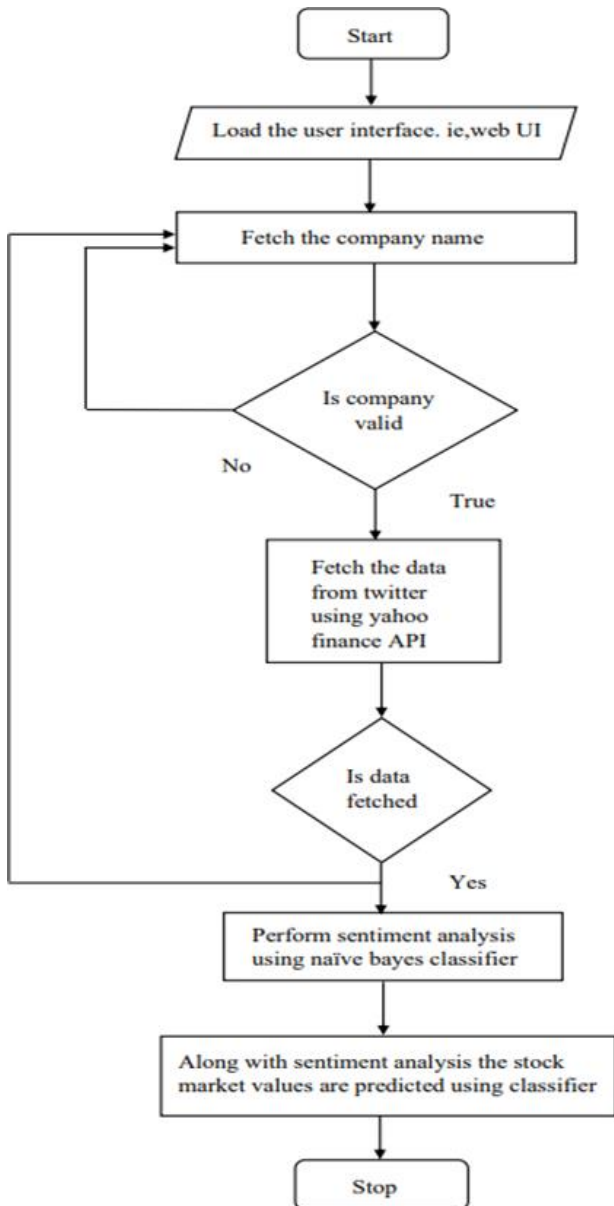 Start
Load the user interface. ie,web UI
Fetch the company name
Is company
valid
No
True
Fetch the data
from twitter
using yahoo
finance API
Is data
fetched
Yes
Perform sentiment analysis
using naïve bayes classifier
Along with sentiment analysis the stock
market values are predicted using classifier
Stop